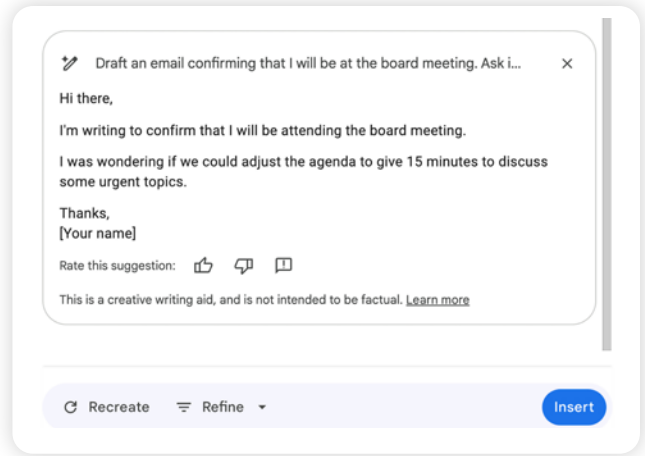 Draft an email confirming that I will be at the board meeting. Ask i...
Hi there,
I'm writing to confirm that I will be attending the board meeting.
I was wondering if we could adjust the agenda to give 15 minutes to discuss
some urgent topics.
Thanks,
[Your name]
Rate this suggestion:
This is a creative writing aid, and is not intended to be factual. Learn more
Recreate Refine Insert